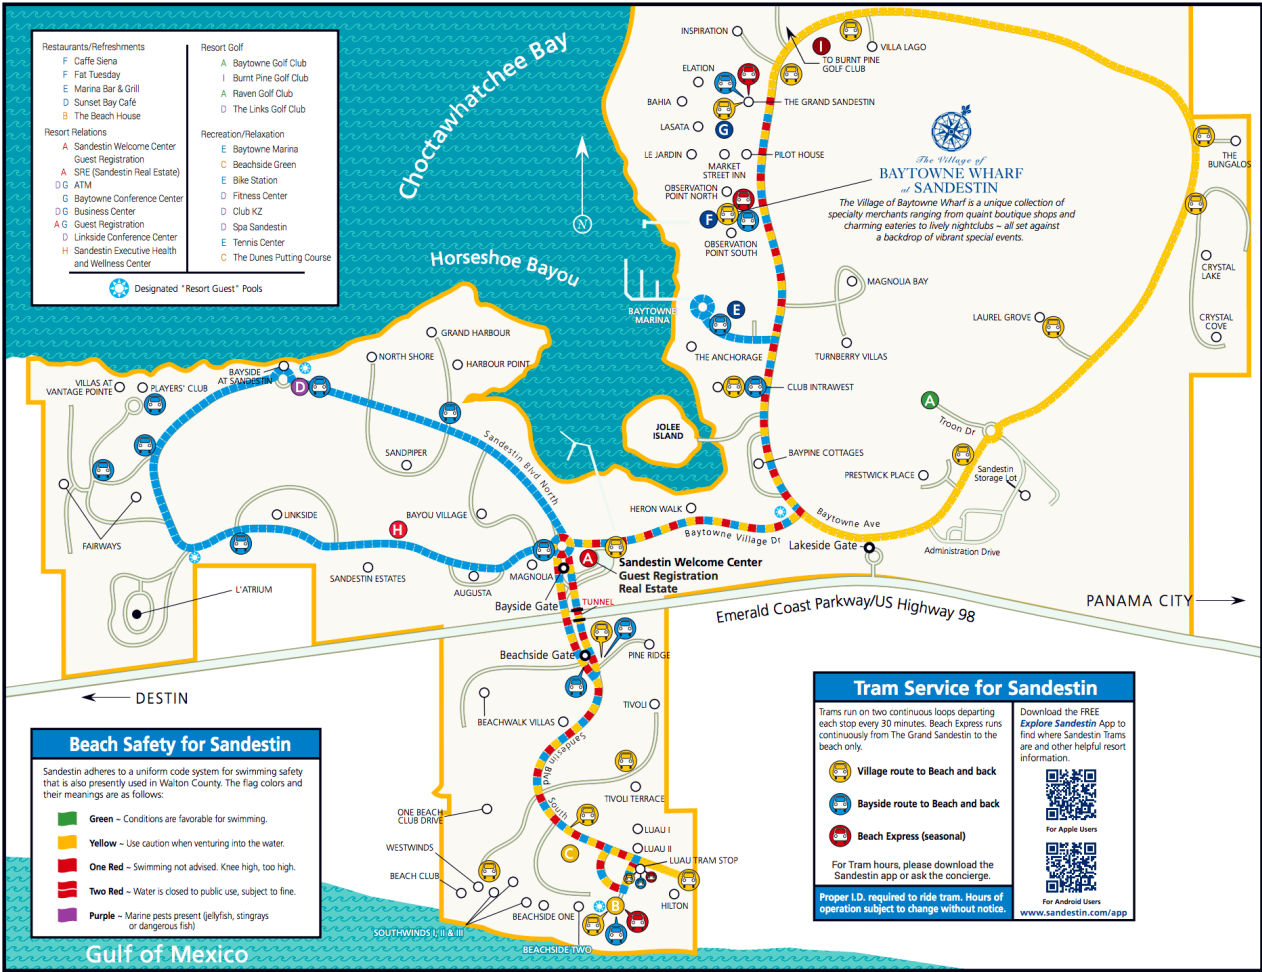 Restaurants/Refreshments
F Caffe Siena
F Fat Tuesday
E Marina Bar & Grill
D Sunset Bay Café
B The Beach House
Resort Relations
A Sandestin Welcome Center
Guest Registration
A SRE (Sandestin Real Estate)
D G ATM
G Baytowne Conference Center
D G Business Center
A G Guest Registration
D Linkside Conference Center
H Sandestin Executive Health
and Wellness Center
Resort Golf
A Baytowne Golf Club
I Burnt Pine Golf Club
A Raven Golf Club
D The Links Golf Club
Recreation/Relaxation
E Baytowne Marina
C Beachside Green
E Bike Station
D Fitness Center
D Club KZ
D Spa Sandestin
E Tennis Center
C The Dunes Putting Course
Designated "Resort Guest" Pools
Choctawhatchee Bay
N
Horseshoe Bayou
INSPIRATION
I
VILLA LAGO
TO BURNT PINE
GOLF CLUB
ELATION
BAHIA
THE GRAND SANDESTIN
LASATA
G
LE JARDIN
MARKET
STREET INN
PILOT HOUSE
OBSERVATION
POINT NORTH
F
OBSERVATION
POINT SOUTH
The Village of
BAYTOWNE WHARF
at SANDESTIN
The Village of Baytowne Wharf is a unique collection of
specialty merchants ranging from quaint boutique shops and
charming eateries to lively nightclubs ~ all set against
a backdrop of vibrant special events.
THE
BUNGALOS
CRYSTAL
LAKE
CRYSTAL
COVE
MAGNOLIA BAY
LAUREL GROVE
TURNBERRY VILLAS
BAYTOWNE
MARINA
E
THE ANCHORAGE
CLUB INTRAWEST
JOLEE
ISLAND
A
Troon Dr
BAYPINE COTTAGES
PRESTWICK PLACE
Sandestin
Storage Lot
HERON WALK
Baytowne Ave
Baytowne Village Dr
Lakeside Gate
Administration Drive
GRAND HARBOUR
NORTH SHORE
HARBOUR POINT
BAYSIDE
AT SANDESTIN
D
VILLAS AT
VANTAGE POINTE
PLAYERS' CLUB
SANDPIPER
Sandestin Blvd North
LINKSIDE
BAYOU VILLAGE
H
FAIRWAYS
SANDESTIN ESTATES
AUGUSTA
MAGNOLIA
L'ATRIUM
A
Sandestin Welcome Center
Guest Registration
Real Estate
Bayside Gate
TUNNEL
Emerald Coast Parkway/US Highway 98
PANAMA CITY
DESTIN
Beachside Gate
PINE RIDGE
BEACHWALK VILLAS
TIVOLI
Sandestin Blvd South
TIVOLI TERRACE
ONE BEACH
CLUB DRIVE
LUAU I
LUAU II
C
LUAU TRAM STOP
WESTWINDS
BEACH CLUB
HILTON
B
BEACHSIDE ONE
SOUTHWINDS I, II & III
BEACHSIDE TWO
Gulf of Mexico
Beach Safety for Sandestin
Sandestin adheres to a uniform code system for swimming safety
that is also presently used in Walton County. The flag colors and
their meanings are as follows:
Green ~ Conditions are favorable for swimming.
Yellow ~ Use caution when venturing into the water.
One Red ~ Swimming not advised. Knee high, too high.
Two Red ~ Water is closed to public use, subject to fine.
Purple ~ Marine pests present (jellyfish, stingrays
or dangerous fish)
Tram Service for Sandestin
Trams run on two continuous loops departing
each stop every 30 minutes. Beach Express runs
continuously from The Grand Sandestin to the
beach only.
Village route to Beach and back
Bayside route to Beach and back
Beach Express (seasonal)
For Tram hours, please download the
Sandestin app or ask the concierge.
Proper I.D. required to ride tram. Hours of
operation subject to change without notice.
Download the FREE
Explore Sandestin App to
find where Sandestin Trams
are and other helpful resort
information.
For Apple Users
For Android Users
www.sandestin.com/app